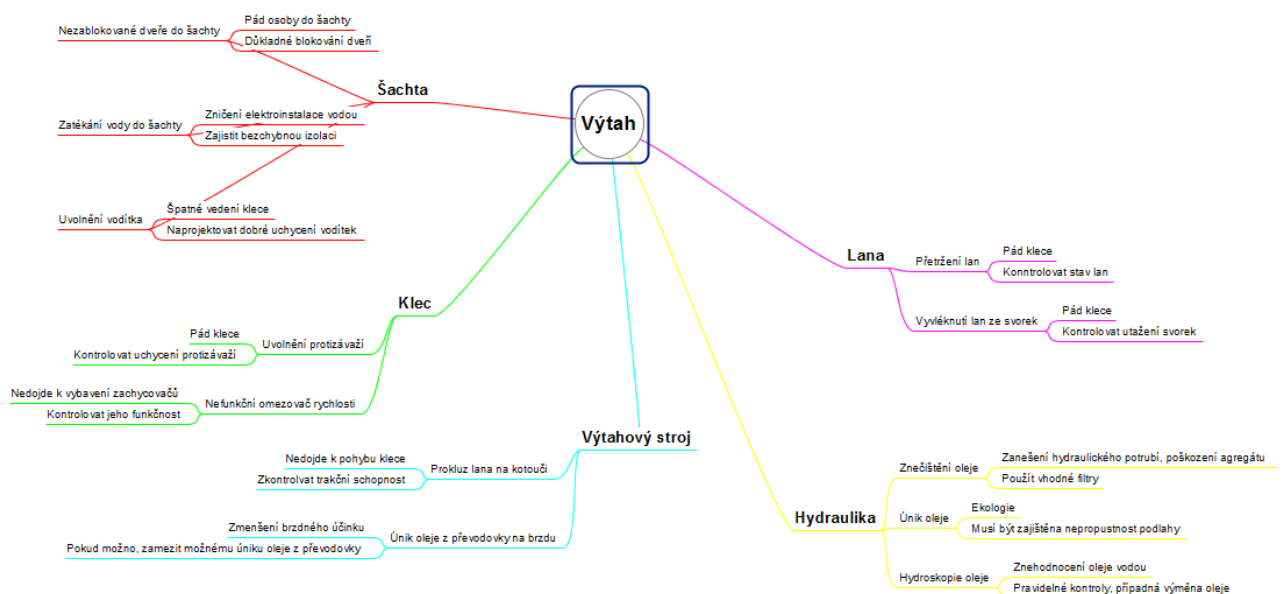 Výtah
Šachta
Nezablokované dveře do šachty
Pád osoby do šachty
Důkladné blokování dveří
Zatékání vody do šachty
Zničení elektroinstalace vodou
Zajistit bezchybnou izolaci
Uvolnění vodítka
Špatné vedení klece
Naprojektovat dobré uchycení vodítek
Klec
Uvolnění protizávaží
Pád klece
Kontrolovat uchycení protizávaží
Nefunkční omezovač rychlosti
Nedojde k vybavení zachycovačů
Kontrolovat jeho funkčnost
Výtahový stroj
Prokluz lana na kotouči
Nedojde k pohybu klece
Zkontrolvat trakční schopnost
Únik oleje z převodovky na brzdu
Zmenšení brzdného účinku
Pokud možno, zamezit možnému úniku oleje z převodovky
Lana
Přetržení lan
Pád klece
Konntrolovat stav lan
Vyvléknutí lan ze svorek
Pád klece
Kontrolovat utažení svorek
Hydraulika
Znečištění oleje
Zanešení hydraulického potrubí, poškození agregátu
Použít vhodné filtry
Únik oleje
Ekologie
Musí být zajištěna nepropustnost podlahy
Hydroskopie oleje
Znehodnocení oleje vodou
Pravidelné kontroly, případná výměna oleje